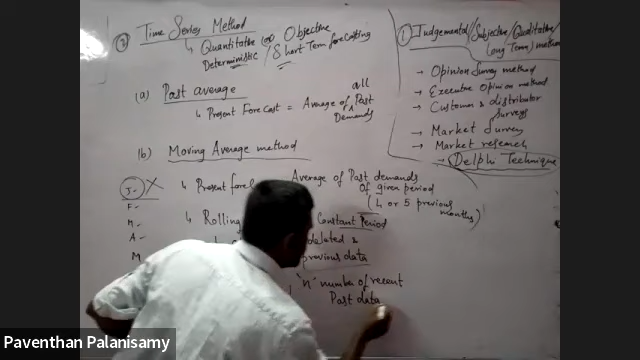 ② Time Series Method
↳ Quantitative (or) Objective
Deterministic / Short Term forecasting
(a) Past average
↳ Present Forecast = Average of all Past Demands
(b) Moving Average method
↳ Present fore Average of Past demands
of given period
(4 or 5 previous months)
↳ Rolling Constant Period
deleted &
previous data
"n" number of recent
Past data
J - X
F -
M -
A -
M
① Judgemental / Subjective / Qualitative /
Long Term method
→ Opinion Survey method
→ Executive Opinion method
→ Customer & distributor
Surveys
→ Market Survey
→ Market research
→ Delphi Technique
Paventhan Palanisamy